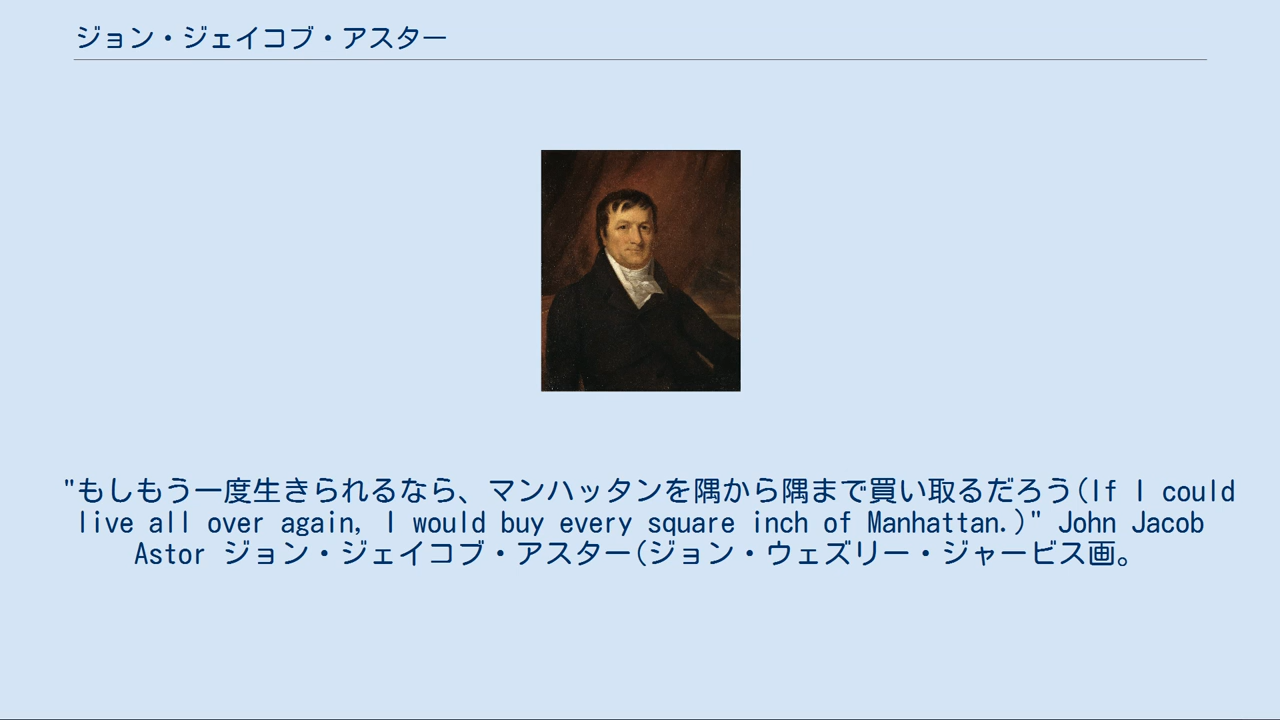 ジョン・ジェイコブ・アスター
"もしもう一度生きられるなら、マンハッタンを隅から隅まで買い取るだろう(If I could
live all over again, I would buy every square inch of Manhattan.)" John Jacob
Astor ジョン・ジェイコブ・アスター(ジョン・ウェズリー・ジャービス画。